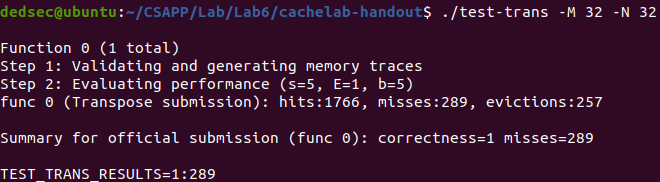 dedsec@ubuntu:~/CSAPP/Lab/Lab6/cachelab-handout$ ./test-trans -M 32 -N 32
Function 0 (1 total)
Step 1: Validating and generating memory traces
Step 2: Evaluating performance (s=5, E=1, b=5)
func 0 (Transpose submission): hits:1766, misses:289, evictions:257
Summary for official submission (func 0): correctness=1 misses=289
TEST_TRANS_RESULTS=1:289